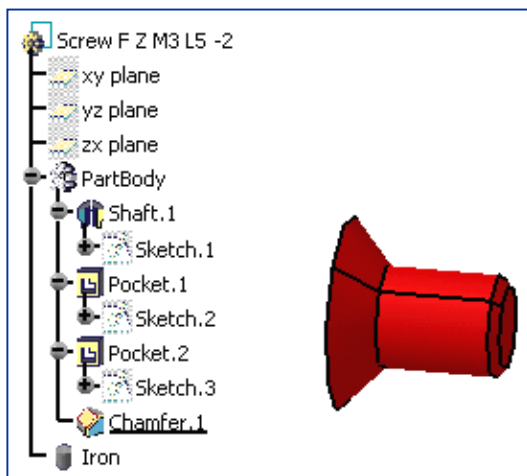 Screw F Z M3 L5 -2
xy plane
yz plane
zx plane
PartBody
Shaft.1
Sketch.1
Pocket.1
Sketch.2
Pocket.2
Sketch.3
Chamfer.1
Iron